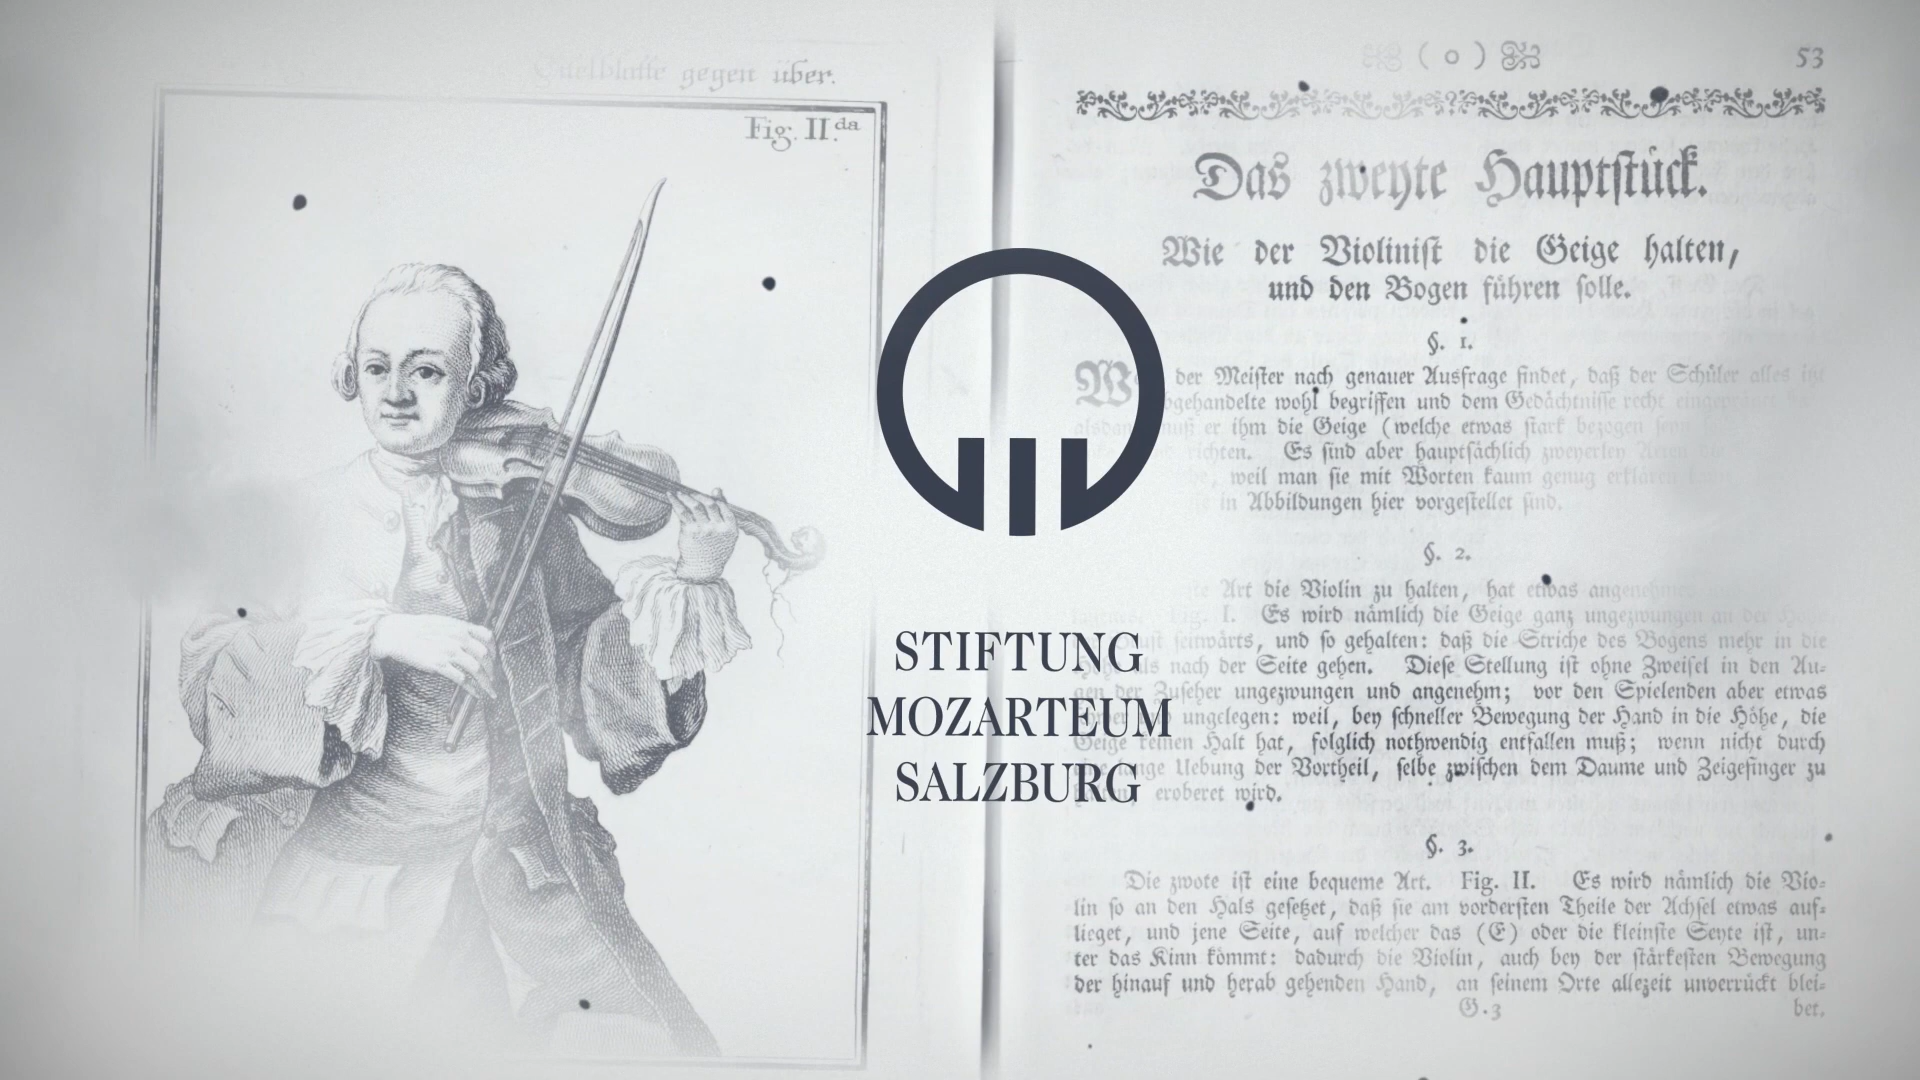 Titelblatte gegen über.
Fig. II.da
( o )
53
Das zweyte Hauptstück.
Wie der Violinist die Geige halten,
und den Bogen führen solle.
§. 1.
der Meister nach genauer Ausfrage findet, daß der Schüler alles itzt
abgehandelte wohl begriffen und dem Gedächtnisse recht eingepräget
alsdann muß er ihm die Geige (welche etwas stark bezogen seyn
richten. Es sind aber hauptsächlich zweyerley Arten
weil man sie mit Worten kaum genug erklären kann
in Abbildungen hier vorgestellet sind.
§. 2.
Art die Violin zu halten, hat etwas angenehmes
Fig. I. Es wird nämlich die Geige ganz ungezwungen an der
seitwärts, und so gehalten: daß die Striche des Bogens mehr in die
Höhe als nach der Seite gehen. Diese Stellung ist ohne Zweifel in den Au-
gen der Zuseher ungezwungen und angenehm; vor den Spielenden aber etwas
ungelegen: weil, bey schneller Bewegung der Hand in die Höhe, die
Geige keinen Halt hat, folglich nothwendig entfallen muß; wenn nicht durch
eine lange Uebung der Vortheil, selbe zwischen dem Daume und Zeigefinger zu
eroberet wird.
§. 3.
Die zwote ist eine bequeme Art. Fig. II. Es wird nämlich die Vio-
lin so an den Hals gesetzet, daß sie am vordersten Theile der Achsel etwas auf-
lieget, und jene Seite, auf welcher das (E) oder die kleinste Seyte ist, un-
ter das Kinn kömmt: dadurch die Violin, auch bey der stärkesten Bewegung
der hinauf und herab gehenden Hand, an seinem Orte allezeit unverrückt blei-
G.3
bet.
STIFTUNG
MOZARTEUM
SALZBURG